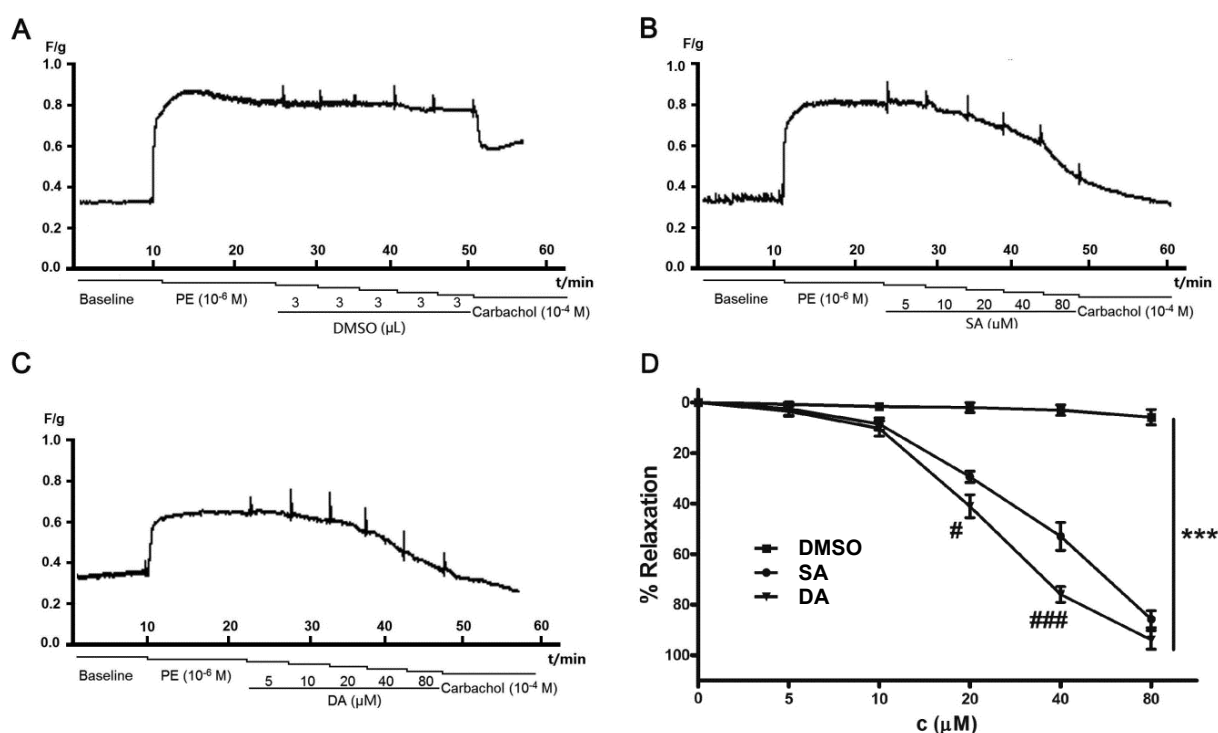 A
F/g
1.0
0.8
0.6
0.4
0.2
0.0
10 20 30 40 50 60
t/min
Baseline PE (10⁻⁶ M) 3 3 3 3 3 Carbachol (10⁻⁴ M)
DMSO (μL)
B
F/g
1.0
0.8
0.6
0.4
0.2
0.0
10 20 30 40 50 60
t/min
Baseline PE (10⁻⁶ M) 5 10 20 40 80 Carbachol (10⁻⁴ M)
SA (μM)
C
F/g
1.0
0.8
0.6
0.4
0.2
0.0
10 20 30 40 50 60
t/min
Baseline PE (10⁻⁶ M) 5 10 20 40 80 Carbachol (10⁻⁴ M)
DA (μM)
D
% Relaxation
0
20
40
60
80
100
#
###
***
DMSO
SA
DA
0 5 10 20 40 80
c (μM)